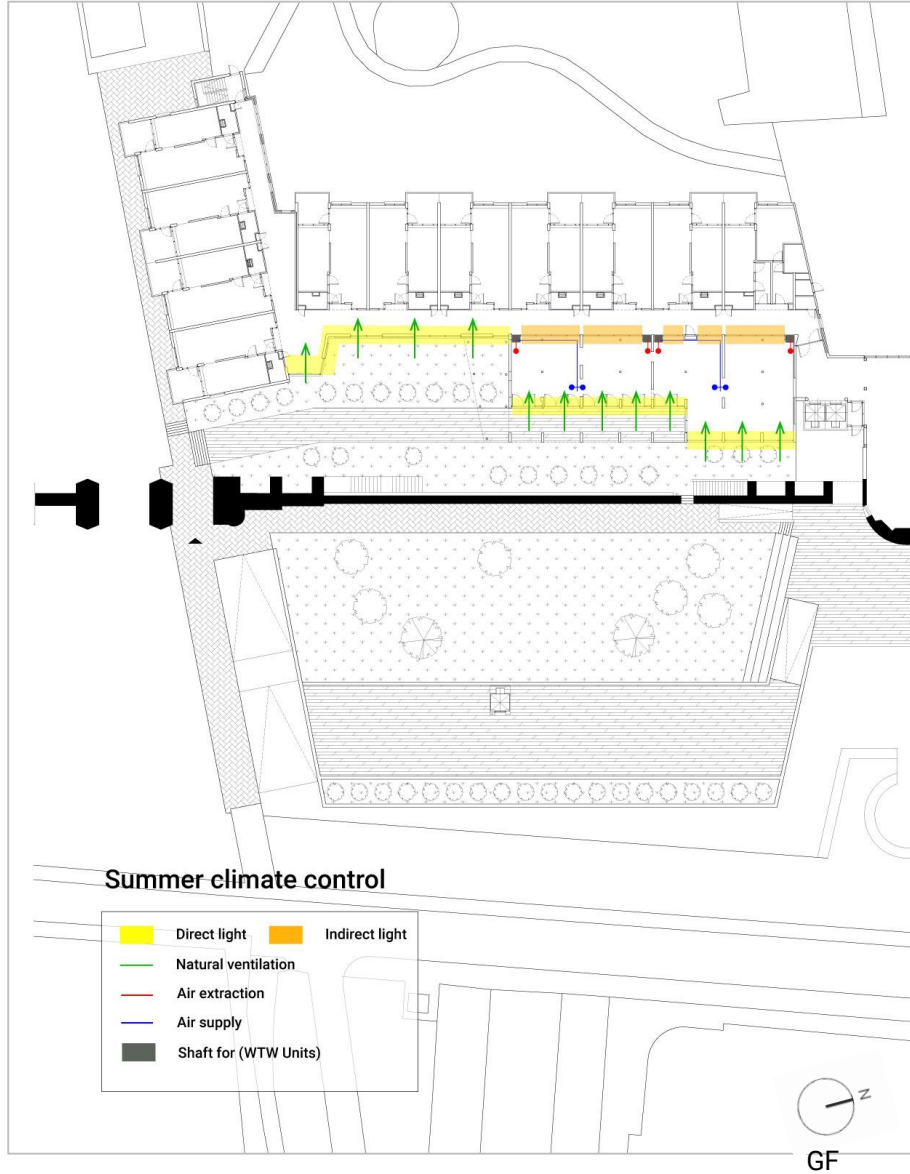 Summer climate control
Direct light
Indirect light
Natural ventilation
Air extraction
Air supply
Shaft for (WTW Units)
N
GF